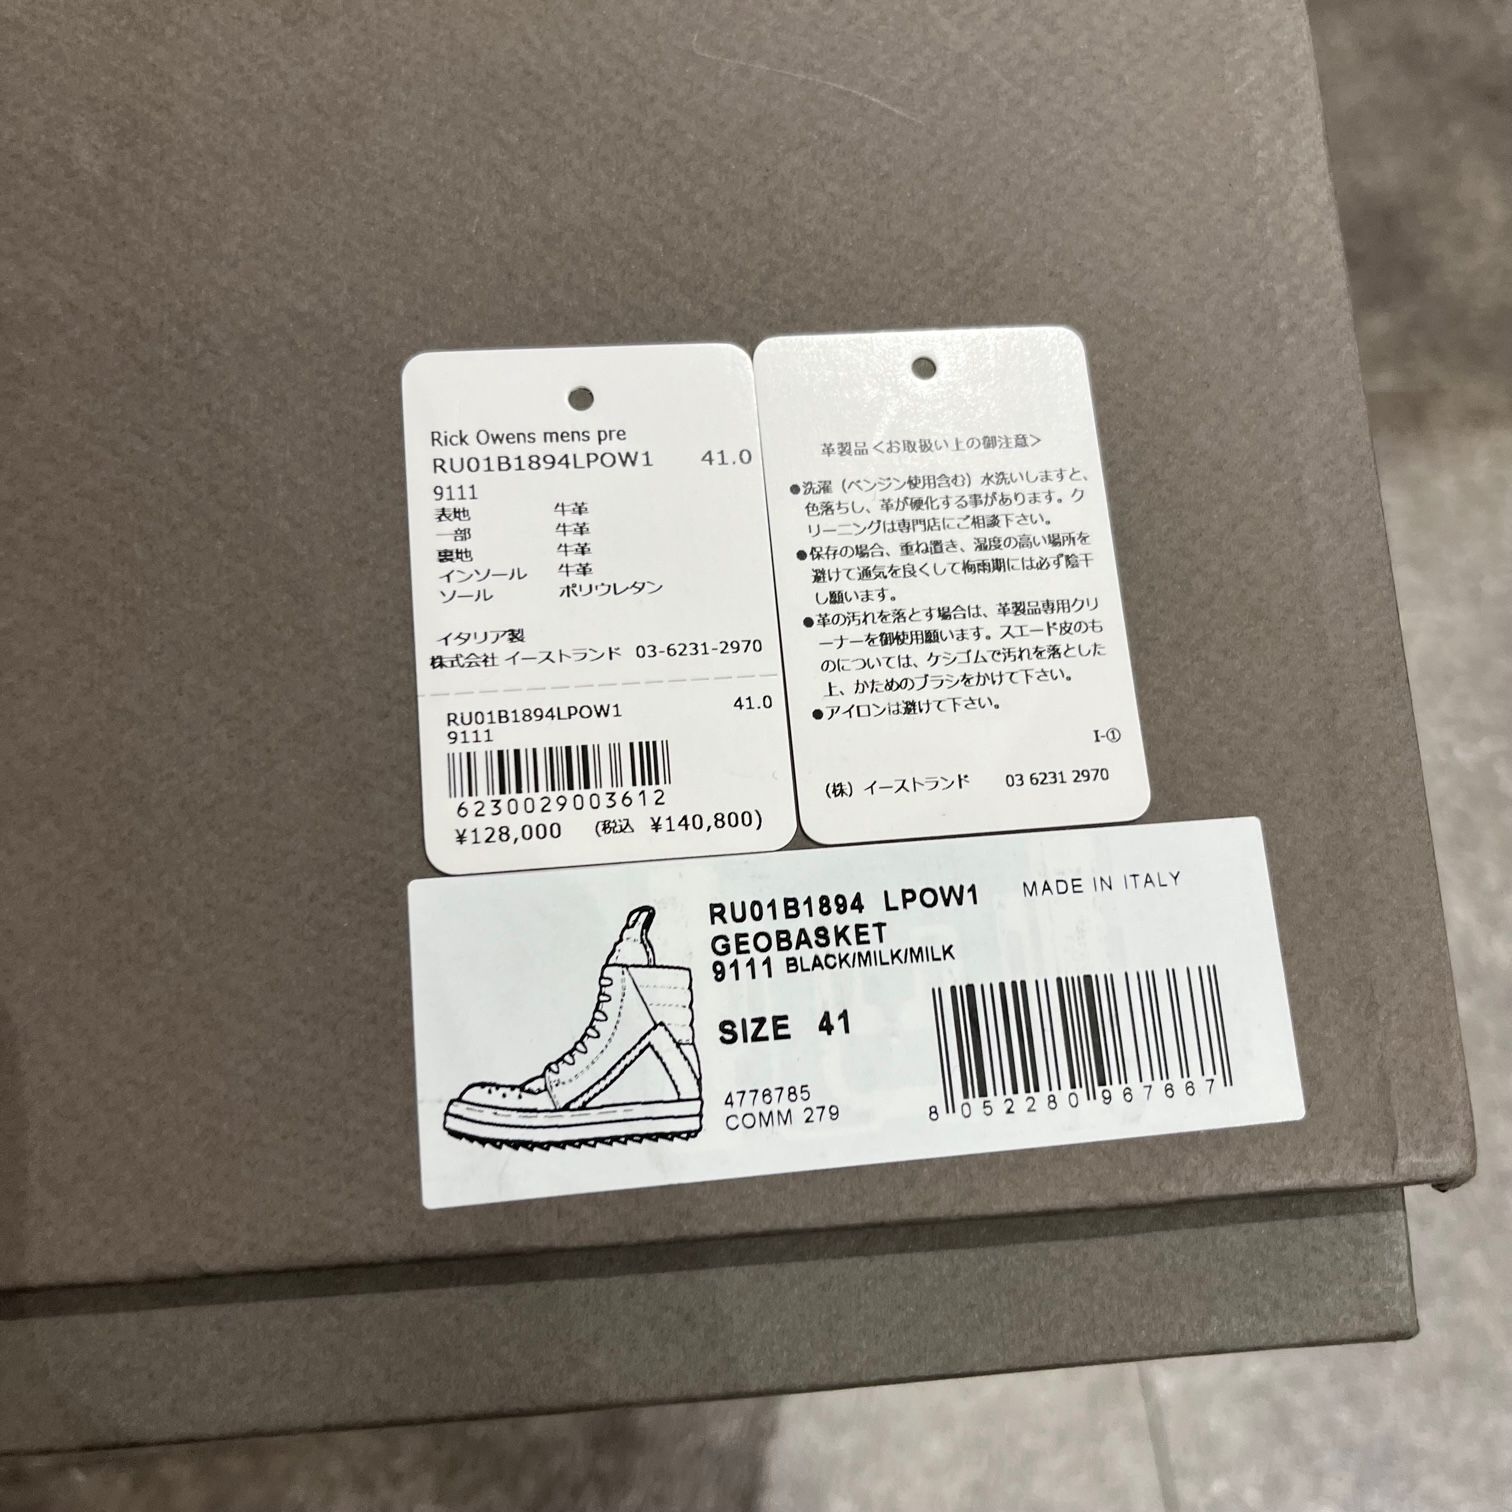 Rick Owens mens pre
RU01B1894LPOW1 41.0
9111
表地 牛革
一部 牛革
裏地 牛革
インソール 牛革
ソール ポリウレタン
イタリア製
株式会社 イーストランド 03-6231-2970
RU01B1894LPOW1 41.0
9111
6230029003612
¥128,000 (税込 ¥140,800)
革製品<お取扱い上の御注意>
●洗濯（ベンジン使用含む）水洗いしますと、
色落ちし、革が硬化する事があります。ク
リーニングは専門店にご相談下さい。
●保存の場合、重ね置き、湿度の高い場所を
避けて通気を良くして梅雨期には必ず陰干
し願います。
●革の汚れを落とす場合は、革製品専用クリ
ーナーを御使用願います。スエード皮のも
のについては、ケシゴムで汚れを落とした
上、かためのブラシをかけて下さい。
●アイロンは避けて下さい。
I-①
（株）イーストランド 03 6231 2970
RU01B1894 LPOW1 MADE IN ITALY
GEOBASKET
9111 BLACK/MILK/MILK
SIZE 41
4776785
COMM 279
8 052280 967667